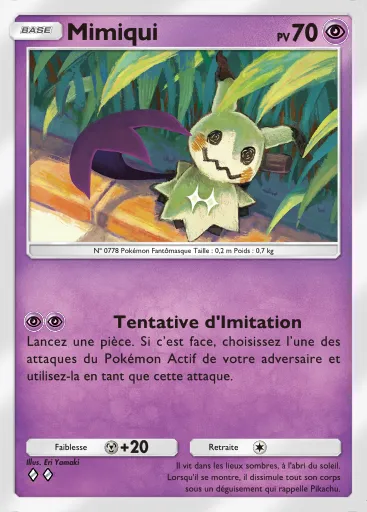 BASE Mimiqui PV 70
N° 0778 Pokémon Fantômasque Taille : 0,2 m Poids : 0,7 kg
Tentative d'Imitation
Lancez une pièce. Si c'est face, choisissez l'une des
attaques du Pokémon Actif de votre adversaire et
utilisez-la en tant que cette attaque.
Faiblesse +20 Retraite
Illus. Eri Yamaki
Il vit dans les lieux sombres, à l'abri du soleil.
Lorsqu'il se montre, il dissimule tout son corps
sous un déguisement qui rappelle Pikachu.